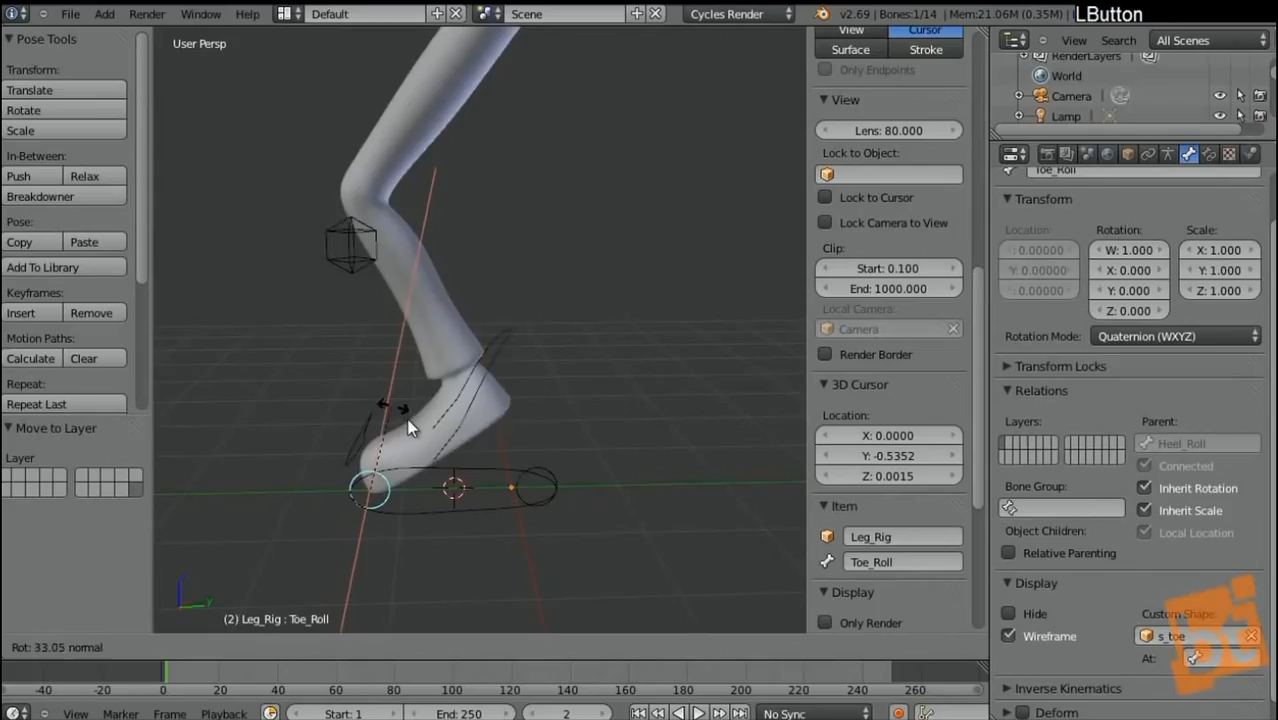 File Add Render Window Help Default Scene Cycles Render v2.69 | Bones:1/14 | Mem:21.06M (0.35M) LButton
Pose Tools
Transform:
Translate
Rotate
Scale
In-Between:
Push Relax
Breakdowner
Pose:
Copy Paste
Add To Library
Keyframes:
Insert Remove
Motion Paths:
Calculate Clear
Repeat:
Repeat Last
Move to Layer
Layer
User Persp
(2) Leg_Rig : Toe_Roll
View Cursor
Surface Stroke
Only Endpoints
View
Lens: 80.000
Lock to Object:
Lock to Cursor
Lock Camera to View
Clip:
Start: 0.100
End: 1000.000
Local Camera:
Camera
Render Border
3D Cursor
Location:
X: 0.0000
Y: -0.5352
Z: 0.0015
Item
Leg_Rig
Toe_Roll
Display
Only Render
View Search All Scenes
RenderLayers
World
Camera
Lamp
Toe_Roll
Transform
Location: Rotation: Scale:
X: 0.00000 W: 1.000 X: 1.000
Y: 0.00000 X: 0.000 Y: 1.000
Z: 0.00000 Y: 0.000 Z: 1.000
Z: 0.000
Rotation Mode: Quaternion (WXYZ)
Transform Locks
Relations
Layers: Parent:
Heel_Roll
Connected
Bone Group: Inherit Rotation
Inherit Scale
Object Children: Local Location
Relative Parenting
Display
Hide Custom Shape:
Wireframe s_toe
At:
Inverse Kinematics
Deform
Rot: 33.05 normal
-40 -20 0 20 40 60 80 100 120 140 160 180 200 220 240 260
View Marker Frame Playback Start: 1 End: 250 2 No Sync